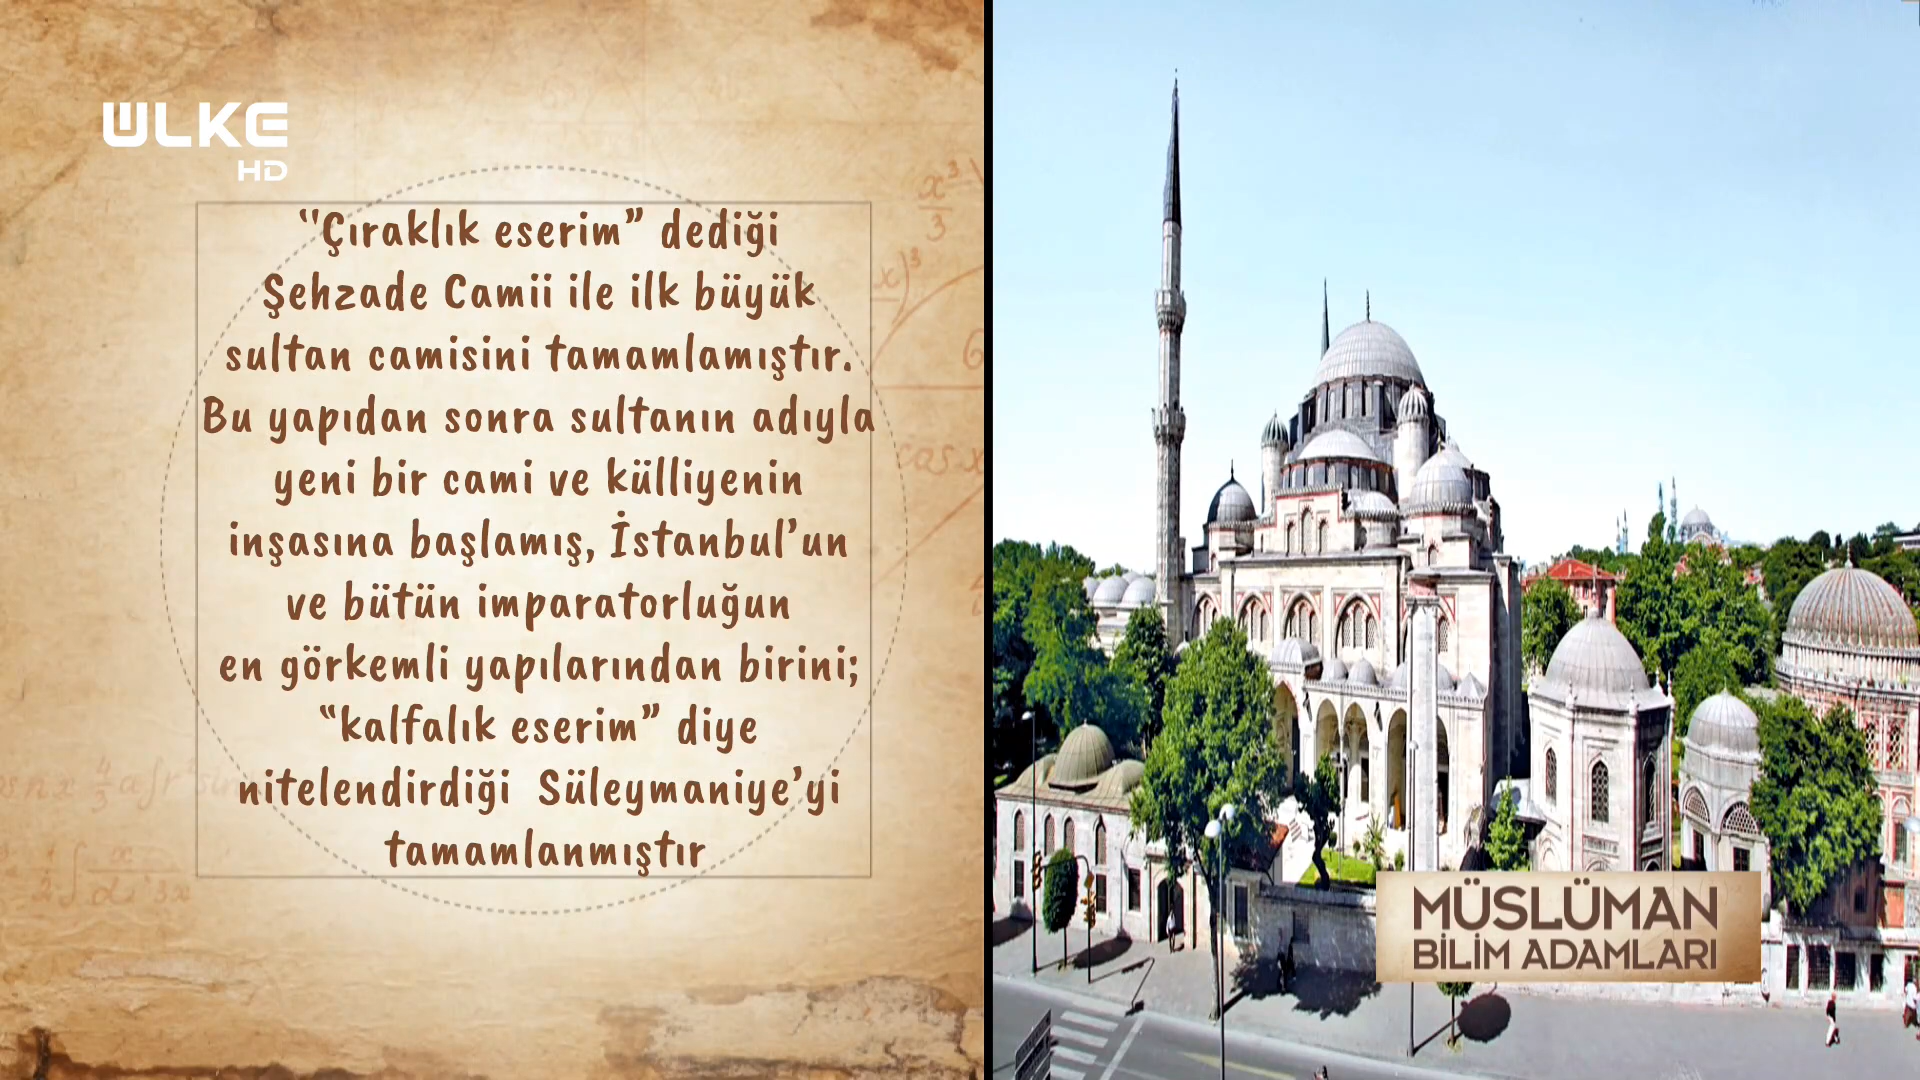 ÜLKE
HD
"Çıraklık eserim” dediği
Şehzade Camii ile ilk büyük
sultan camisini tamamlamıştır.
Bu yapıdan sonra sultanın adıyla
yeni bir cami ve külliyenin
inşasına başlamış, İstanbul’un
ve bütün imparatorluğun
en görkemli yapılarından birini;
“kalfalık eserim” diye
nitelendirdiği Süleymaniye’yi
tamamlanmıştır
MÜSLÜMAN
BİLİM ADAMLARI